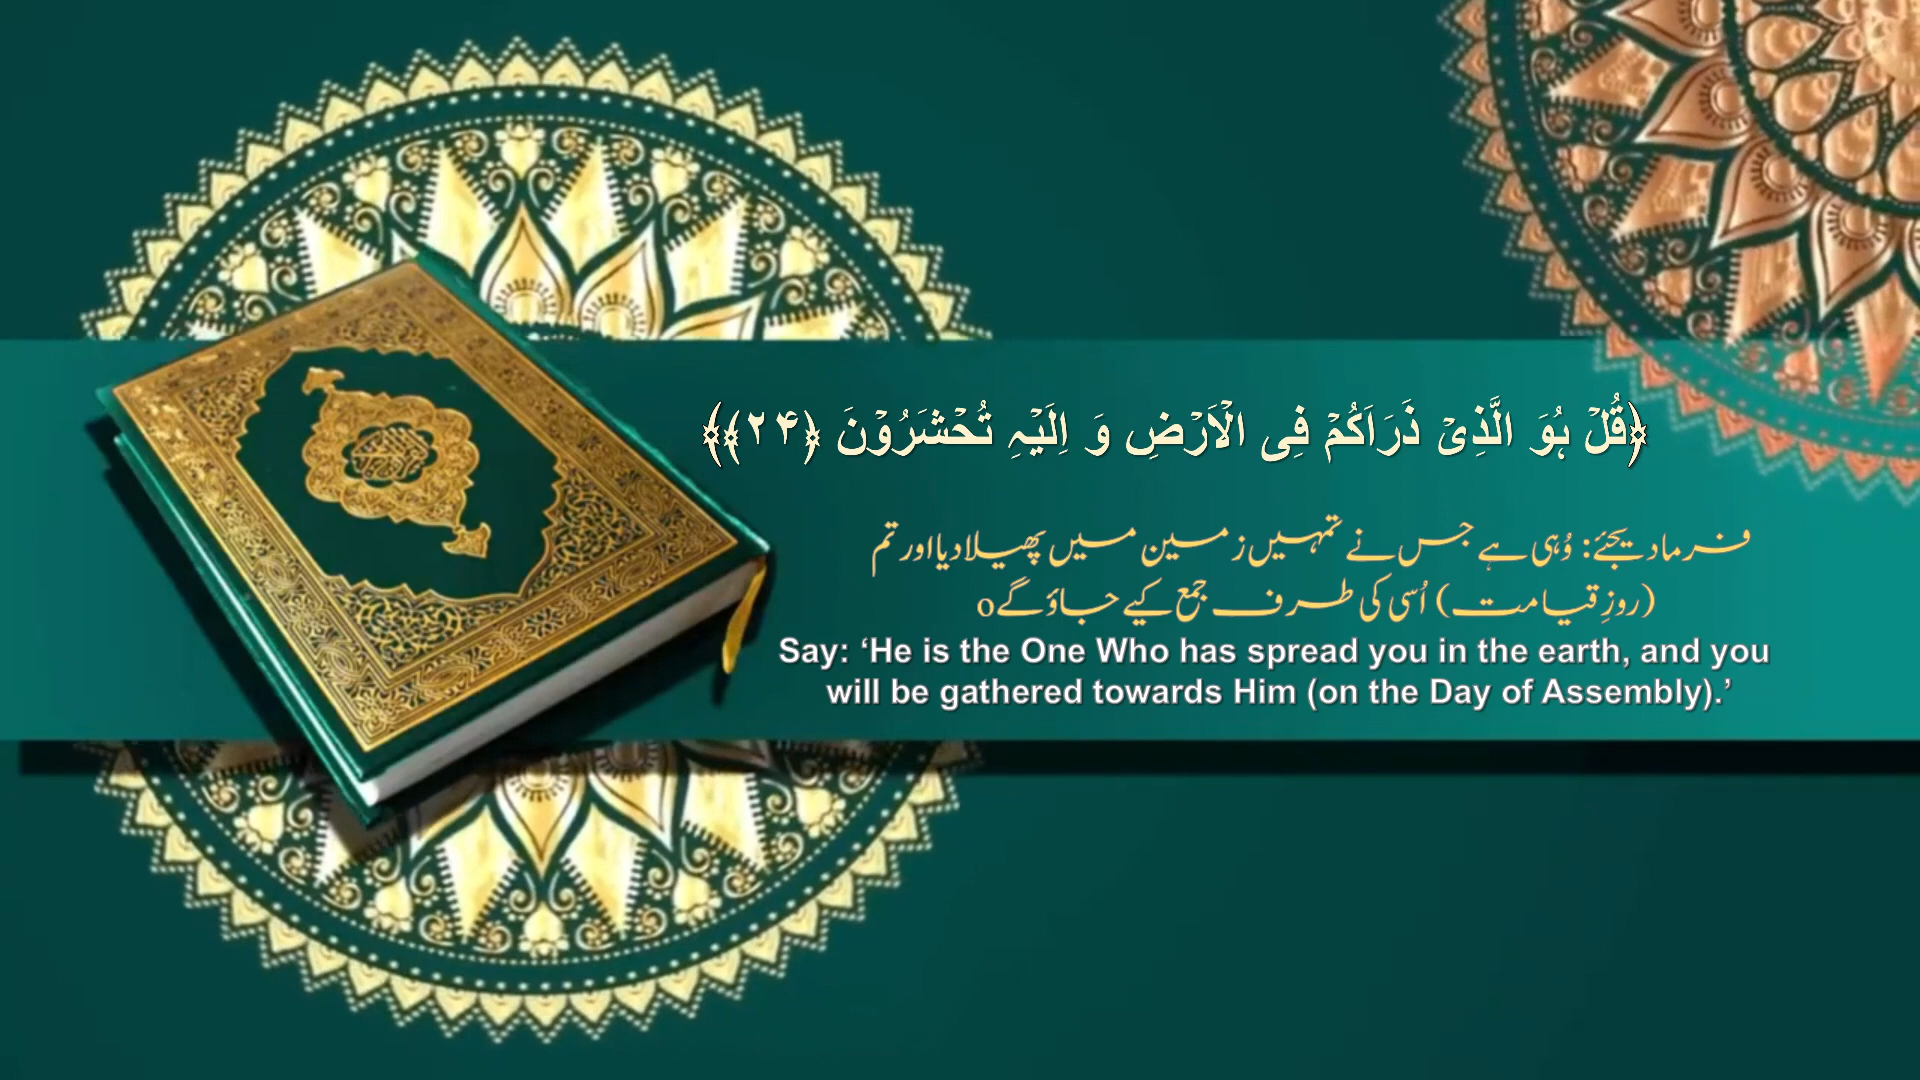 ﴿قُلۡ ہُوَ الَّذِیۡ ذَرَاَکُمۡ فِی الۡاَرۡضِ وَ اِلَیۡہِ تُحۡشَرُوۡنَ ﴿۲۴﴾﴾
فرما دیجئے: وُہی ہے جس نے تمہیں زمین میں پھیلا دیا اور تم
(روزِ قیامت) اُسی کی طرف جمع کیے جاؤ گےo
Say: ‘He is the One Who has spread you in the earth, and you
will be gathered towards Him (on the Day of Assembly).’